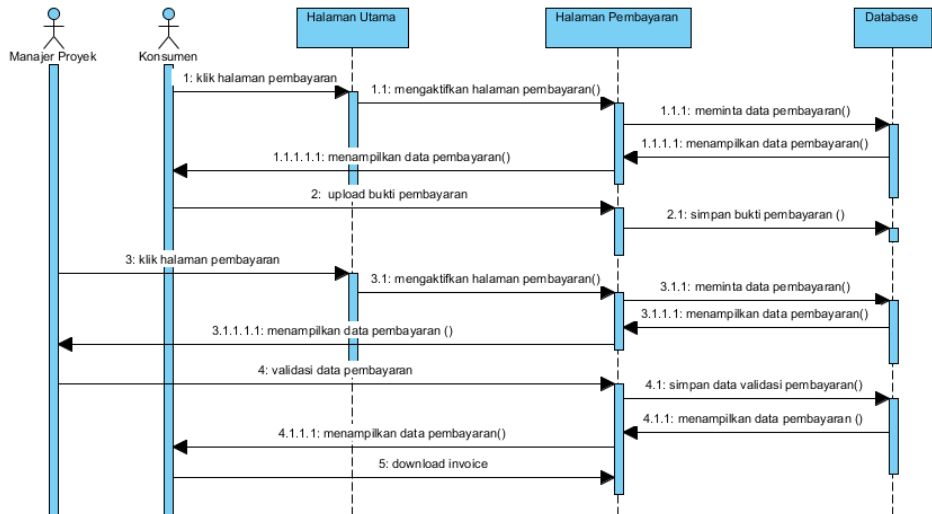 Halaman Utama
Halaman Pembayaran
Database
Manajer Proyek
Konsumen
1: klik halaman pembayaran
1.1: mengaktifkan halaman pembayaran()
1.1.1: meminta data pembayaran()
1.1.1.1: menampilkan data pembayaran()
1.1.1.1.1: menampilkan data pembayaran()
2: upload bukti pembayaran
2.1: simpan bukti pembayaran ()
3: klik halaman pembayaran
3.1: mengaktifkan halaman pembayaran()
3.1.1: meminta data pembayaran()
3.1.1.1: menampilkan data pembayaran()
3.1.1.1.1: menampilkan data pembayaran ()
4: validasi data pembayaran
4.1: simpan data validasi pembayaran()
4.1.1: menampilkan data pembayaran ()
4.1.1.1: menampilkan data pembayaran()
5: download invoice